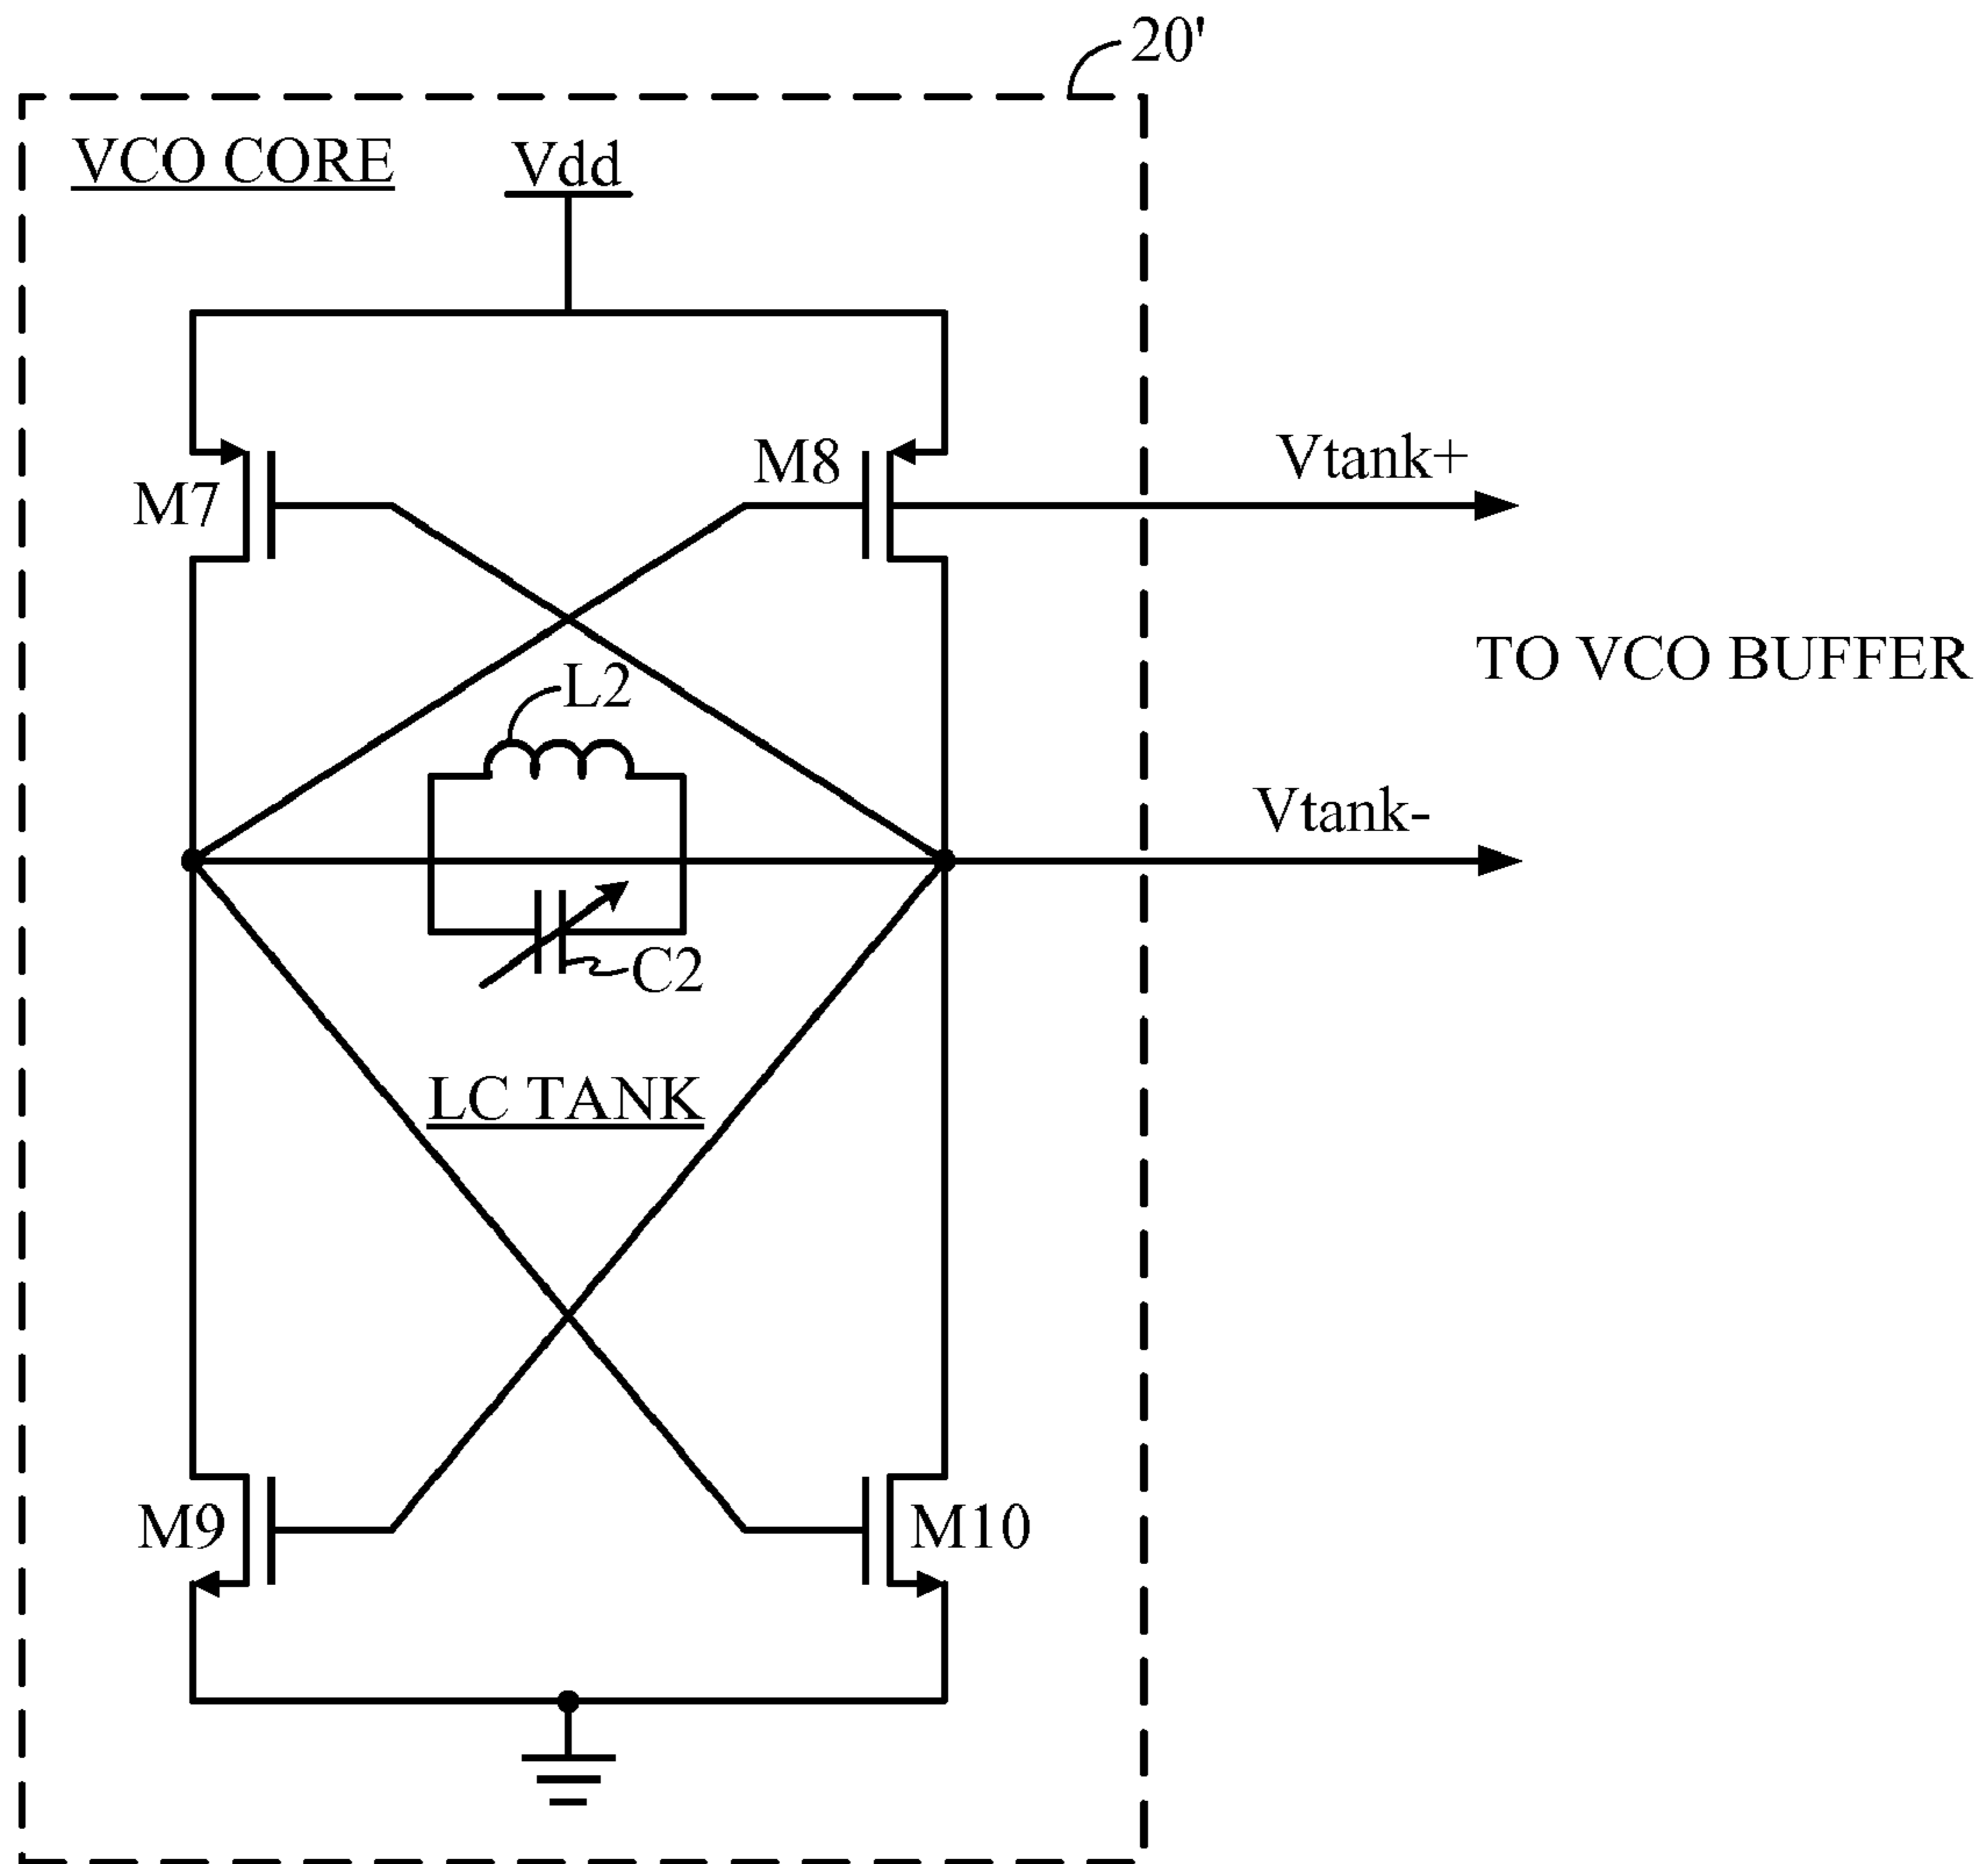 20'
VCO CORE
Vdd
M7
M8
Vtank+
TO VCO BUFFER
L2
Vtank-
C2
LC TANK
M9
M10